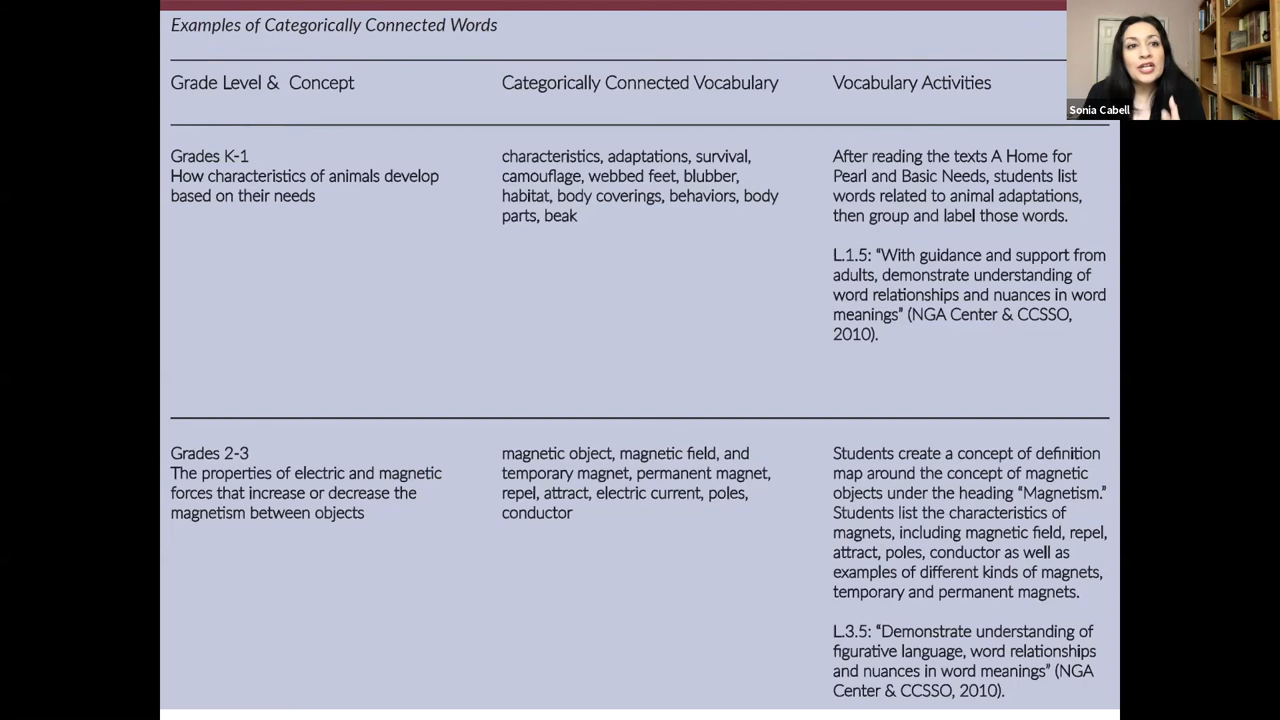 Examples of Categorically Connected Words
Grade Level & Concept
Categorically Connected Vocabulary
Vocabulary Activities
Sonia Cabell
Grades K-1
How characteristics of animals develop
based on their needs
characteristics, adaptations, survival,
camouflage, webbed feet, blubber,
habitat, body coverings, behaviors, body
parts, beak
After reading the texts A Home for
Pearl and Basic Needs, students list
words related to animal adaptations,
then group and label those words.
L.1.5: “With guidance and support from
adults, demonstrate understanding of
word relationships and nuances in word
meanings” (NGA Center & CCSSO,
2010).
Grades 2-3
The properties of electric and magnetic
forces that increase or decrease the
magnetism between objects
magnetic object, magnetic field, and
temporary magnet, permanent magnet,
repel, attract, electric current, poles,
conductor
Students create a concept of definition
map around the concept of magnetic
objects under the heading “Magnetism.”
Students list the characteristics of
magnets, including magnetic field, repel,
attract, poles, conductor as well as
examples of different kinds of magnets,
temporary and permanent magnets.
L.3.5: “Demonstrate understanding of
figurative language, word relationships
and nuances in word meanings” (NGA
Center & CCSSO, 2010).